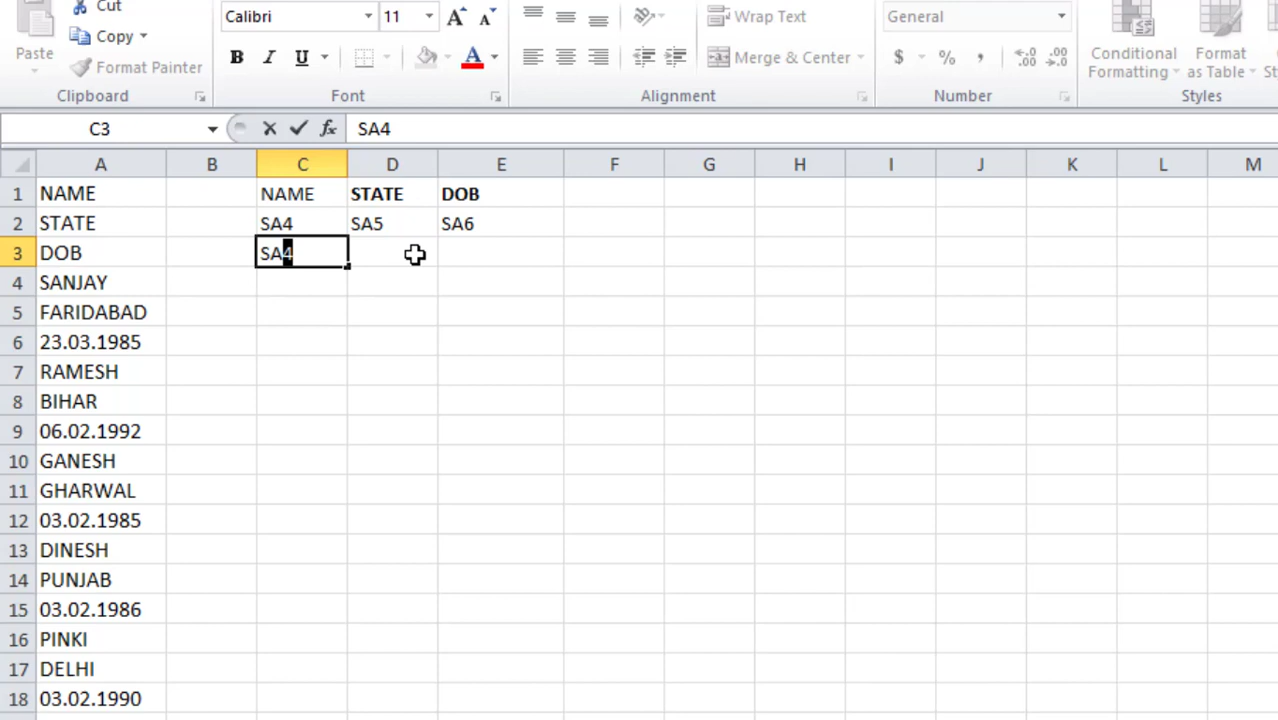 Cut
Calibri 11 A A Wrap Text General
Paste Copy
Format Painter B I U A Merge & Center $ % , .0 .00 .00 .0 Conditional Formatting Format as Table
Clipboard Font Alignment Number Styles
C3 fx SA4
A B C D E F G H I J K L M
1 NAME NAME STATE DOB
2 STATE SA4 SA5 SA6
3 DOB SA4
4 SANJAY
5 FARIDABAD
6 23.03.1985
7 RAMESH
8 BIHAR
9 06.02.1992
10 GANESH
11 GHARWAL
12 03.02.1985
13 DINESH
14 PUNJAB
15 03.02.1986
16 PINKI
17 DELHI
18 03.02.1990